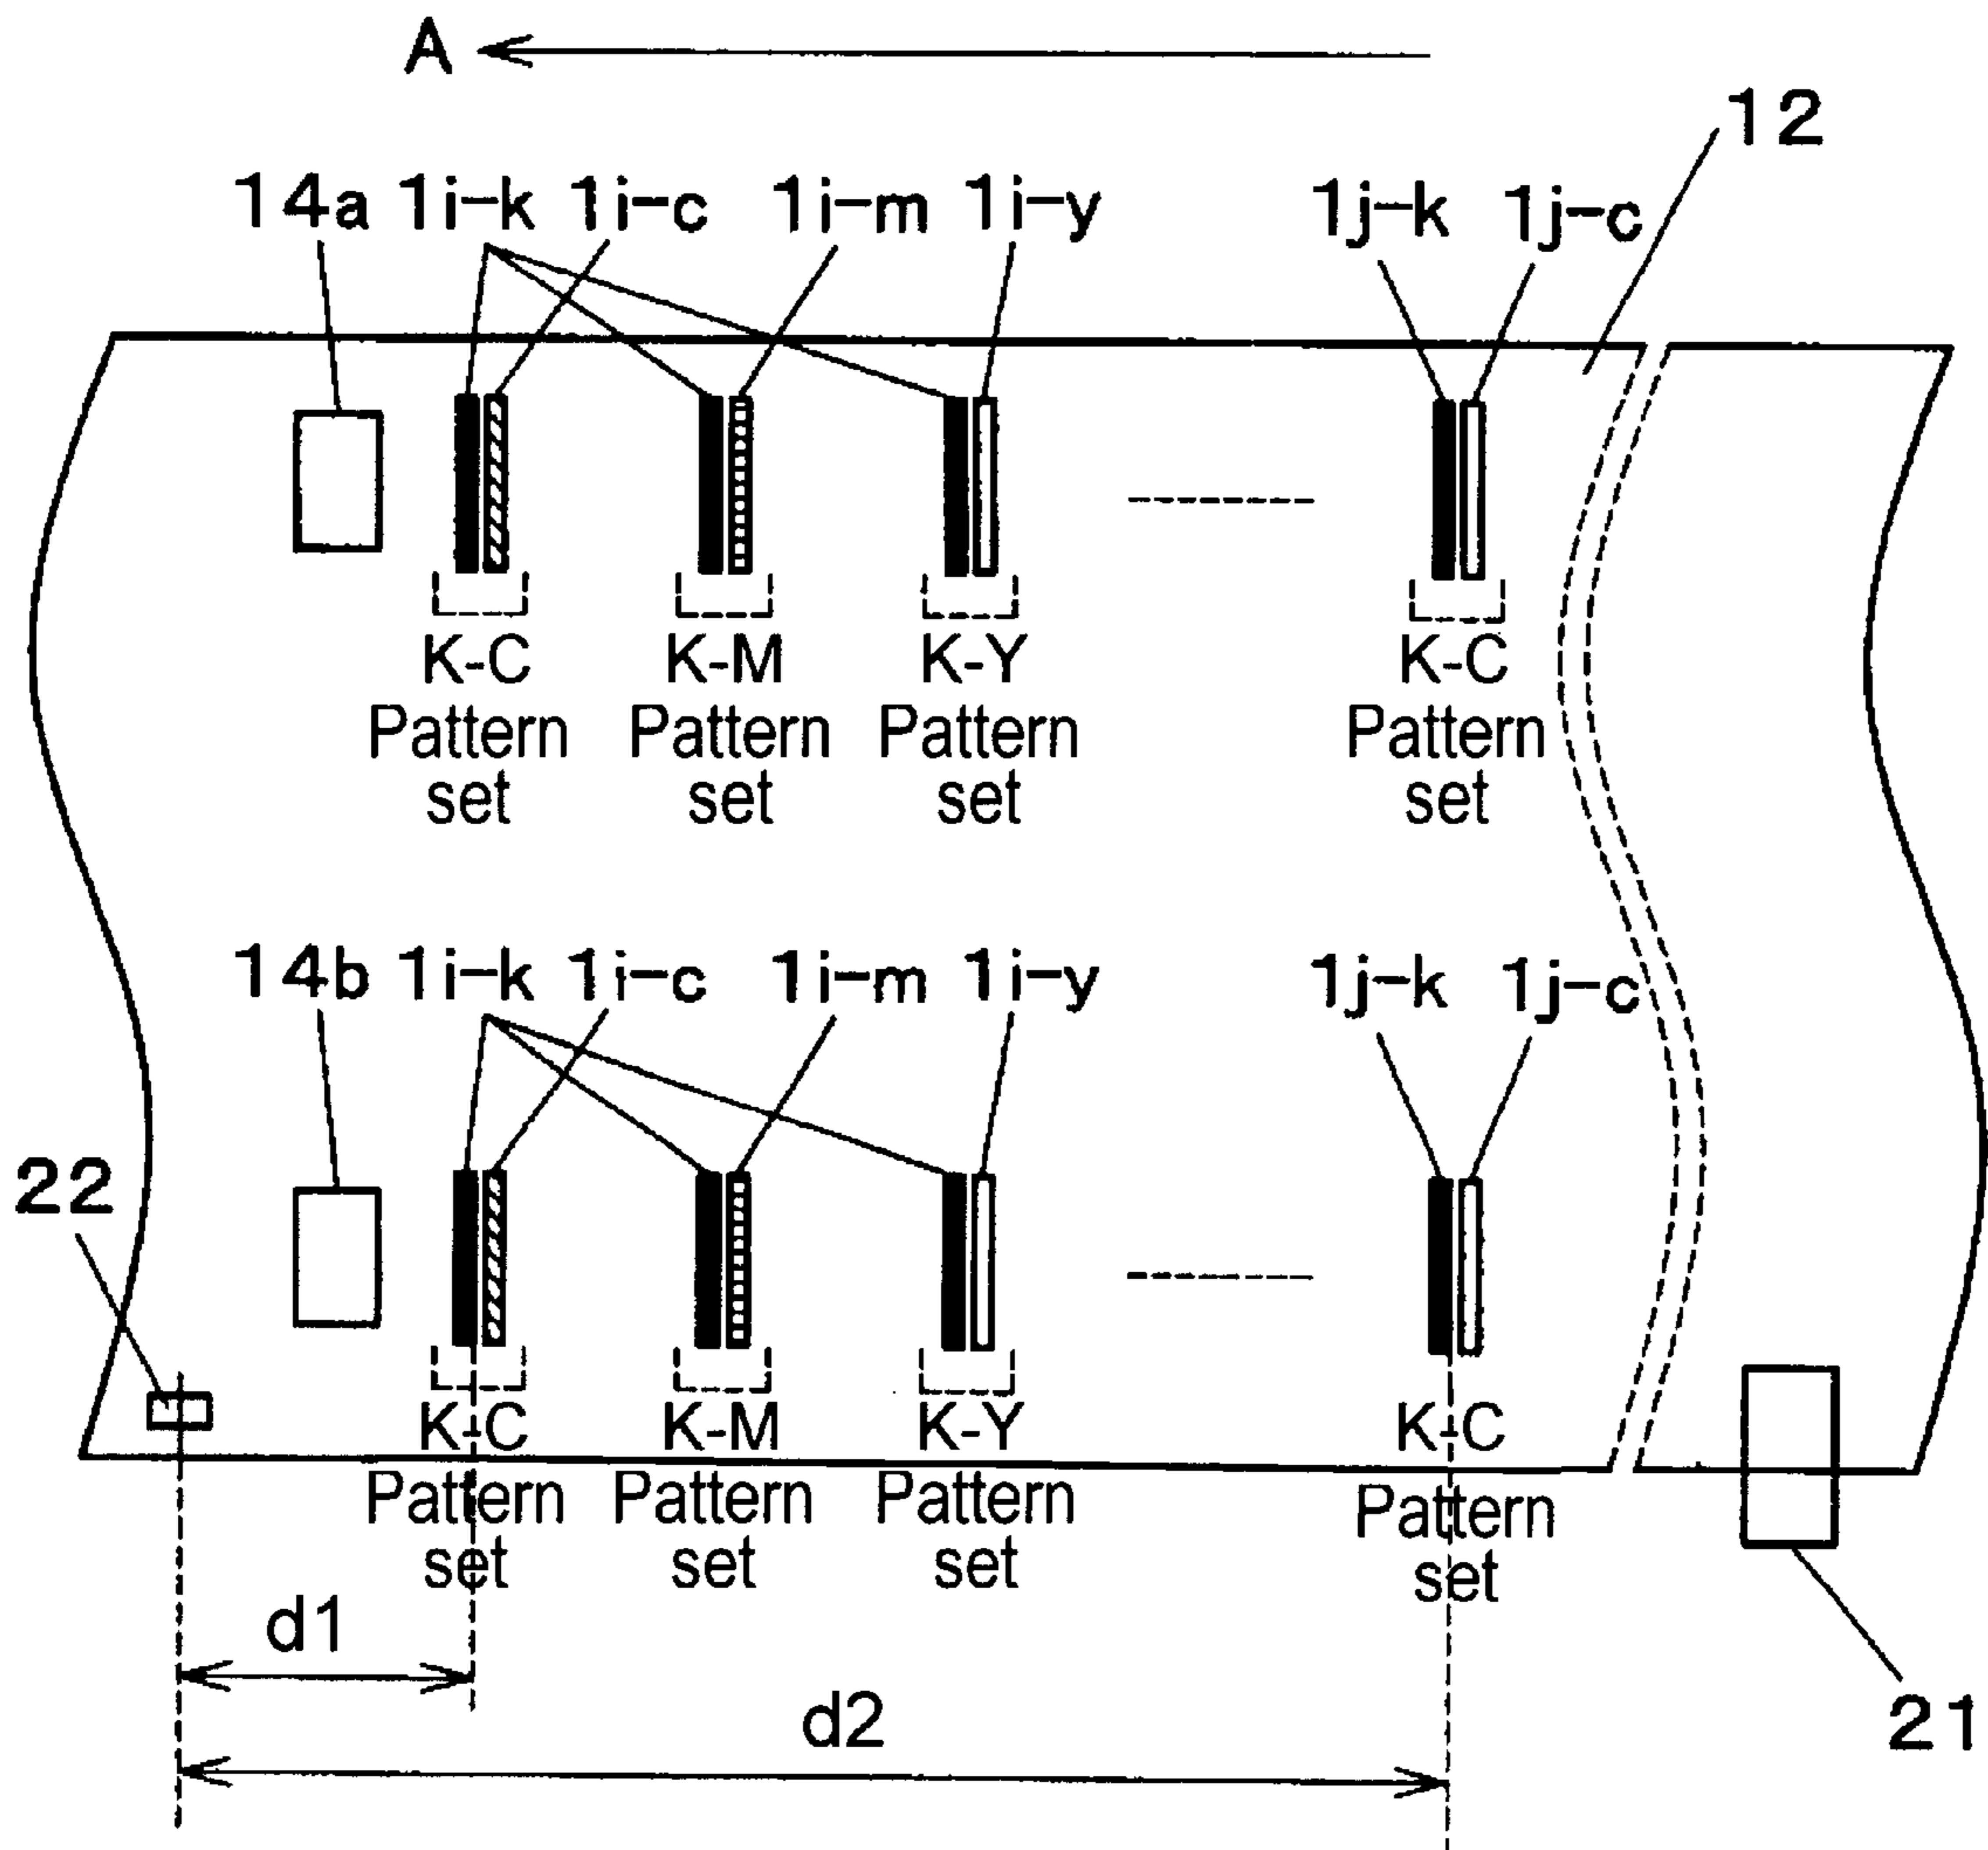 A
12
14a 1i-k 1i-c 1i-m 1i-y 1j-k 1j-c
K-C K-M K-Y K-C
Pattern Pattern Pattern Pattern
set set set set
14b 1i-k 1i-c 1i-m 1i-y 1j-k 1j-c
22
K-C K-M K-Y K-C
Pattern Pattern Pattern Pattern
set set set set
d1
d2
21